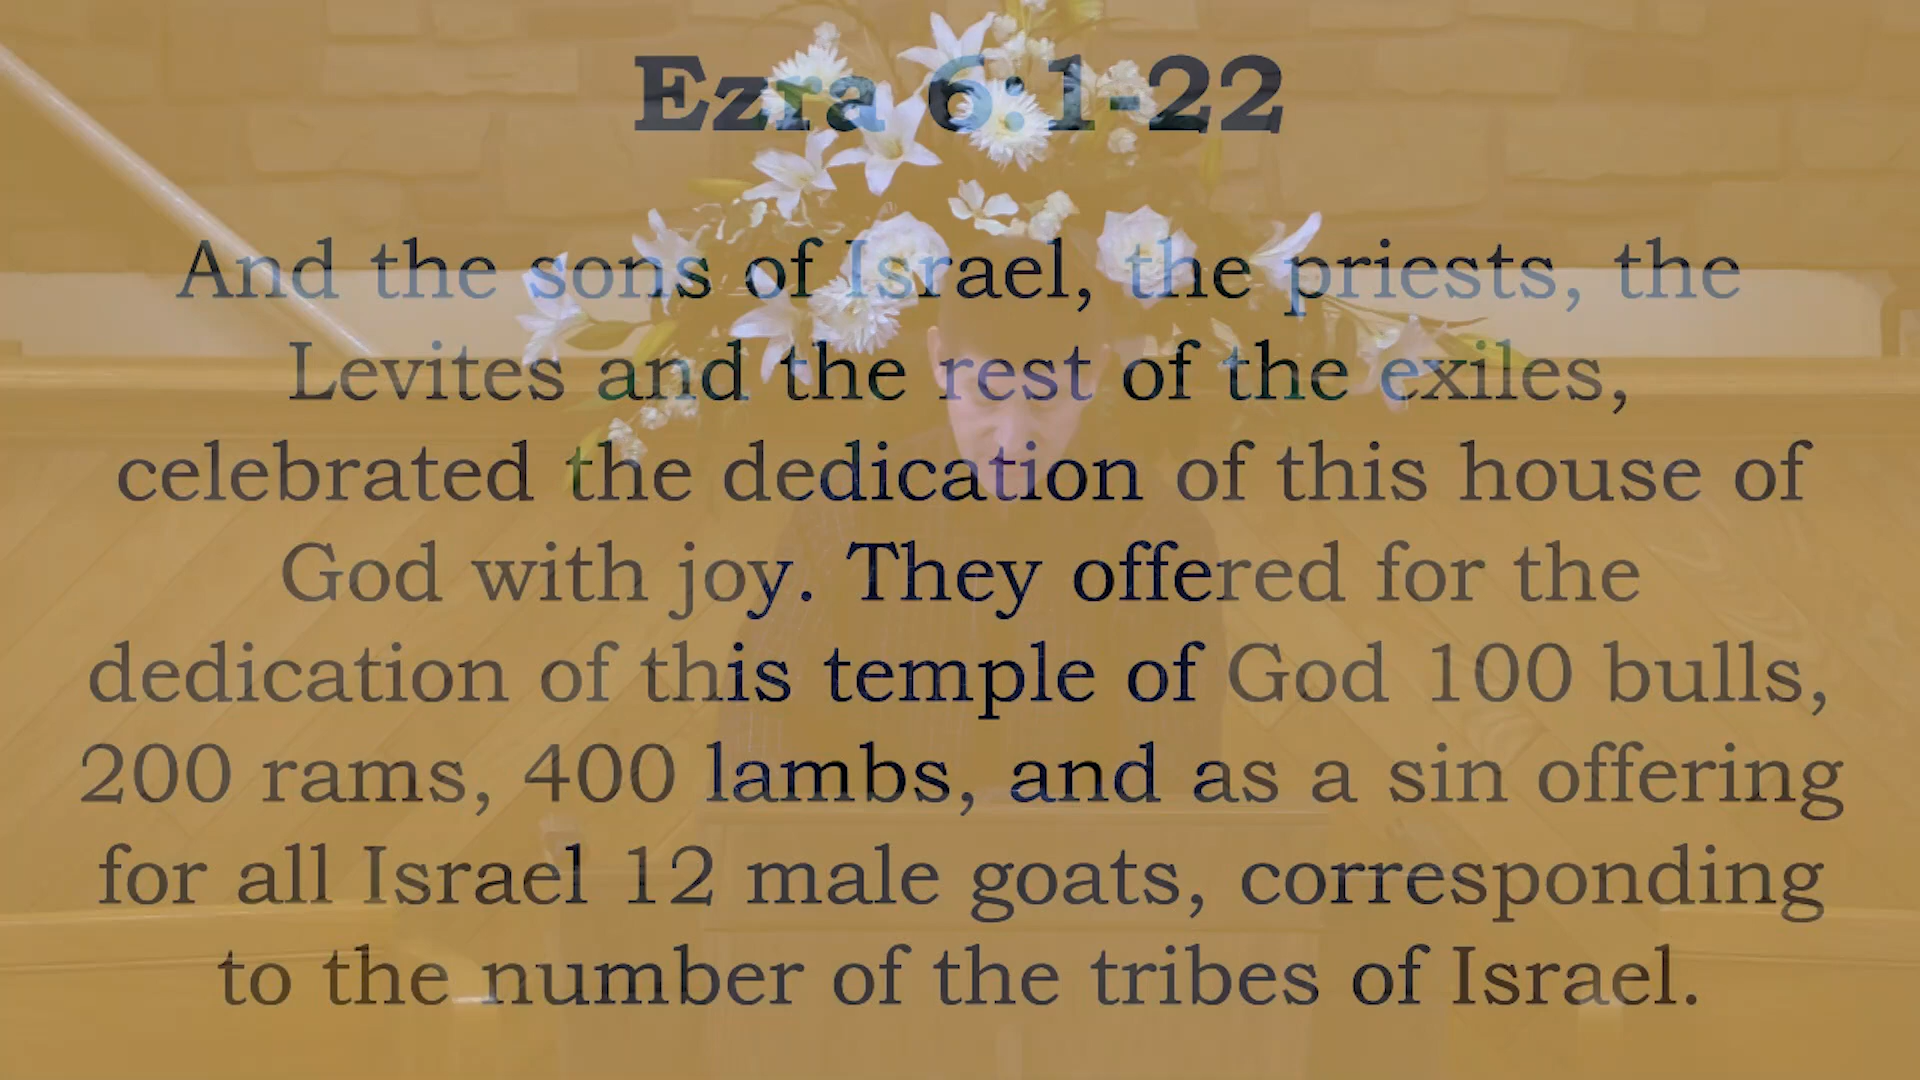 Ezra 6:1-22
And the sons of Israel, the priests, the
Levites and the rest of the exiles,
celebrated the dedication of this house of
God with joy. They offered for the
dedication of this temple of God 100 bulls,
200 rams, 400 lambs, and as a sin offering
for all Israel 12 male goats, corresponding
to the number of the tribes of Israel.